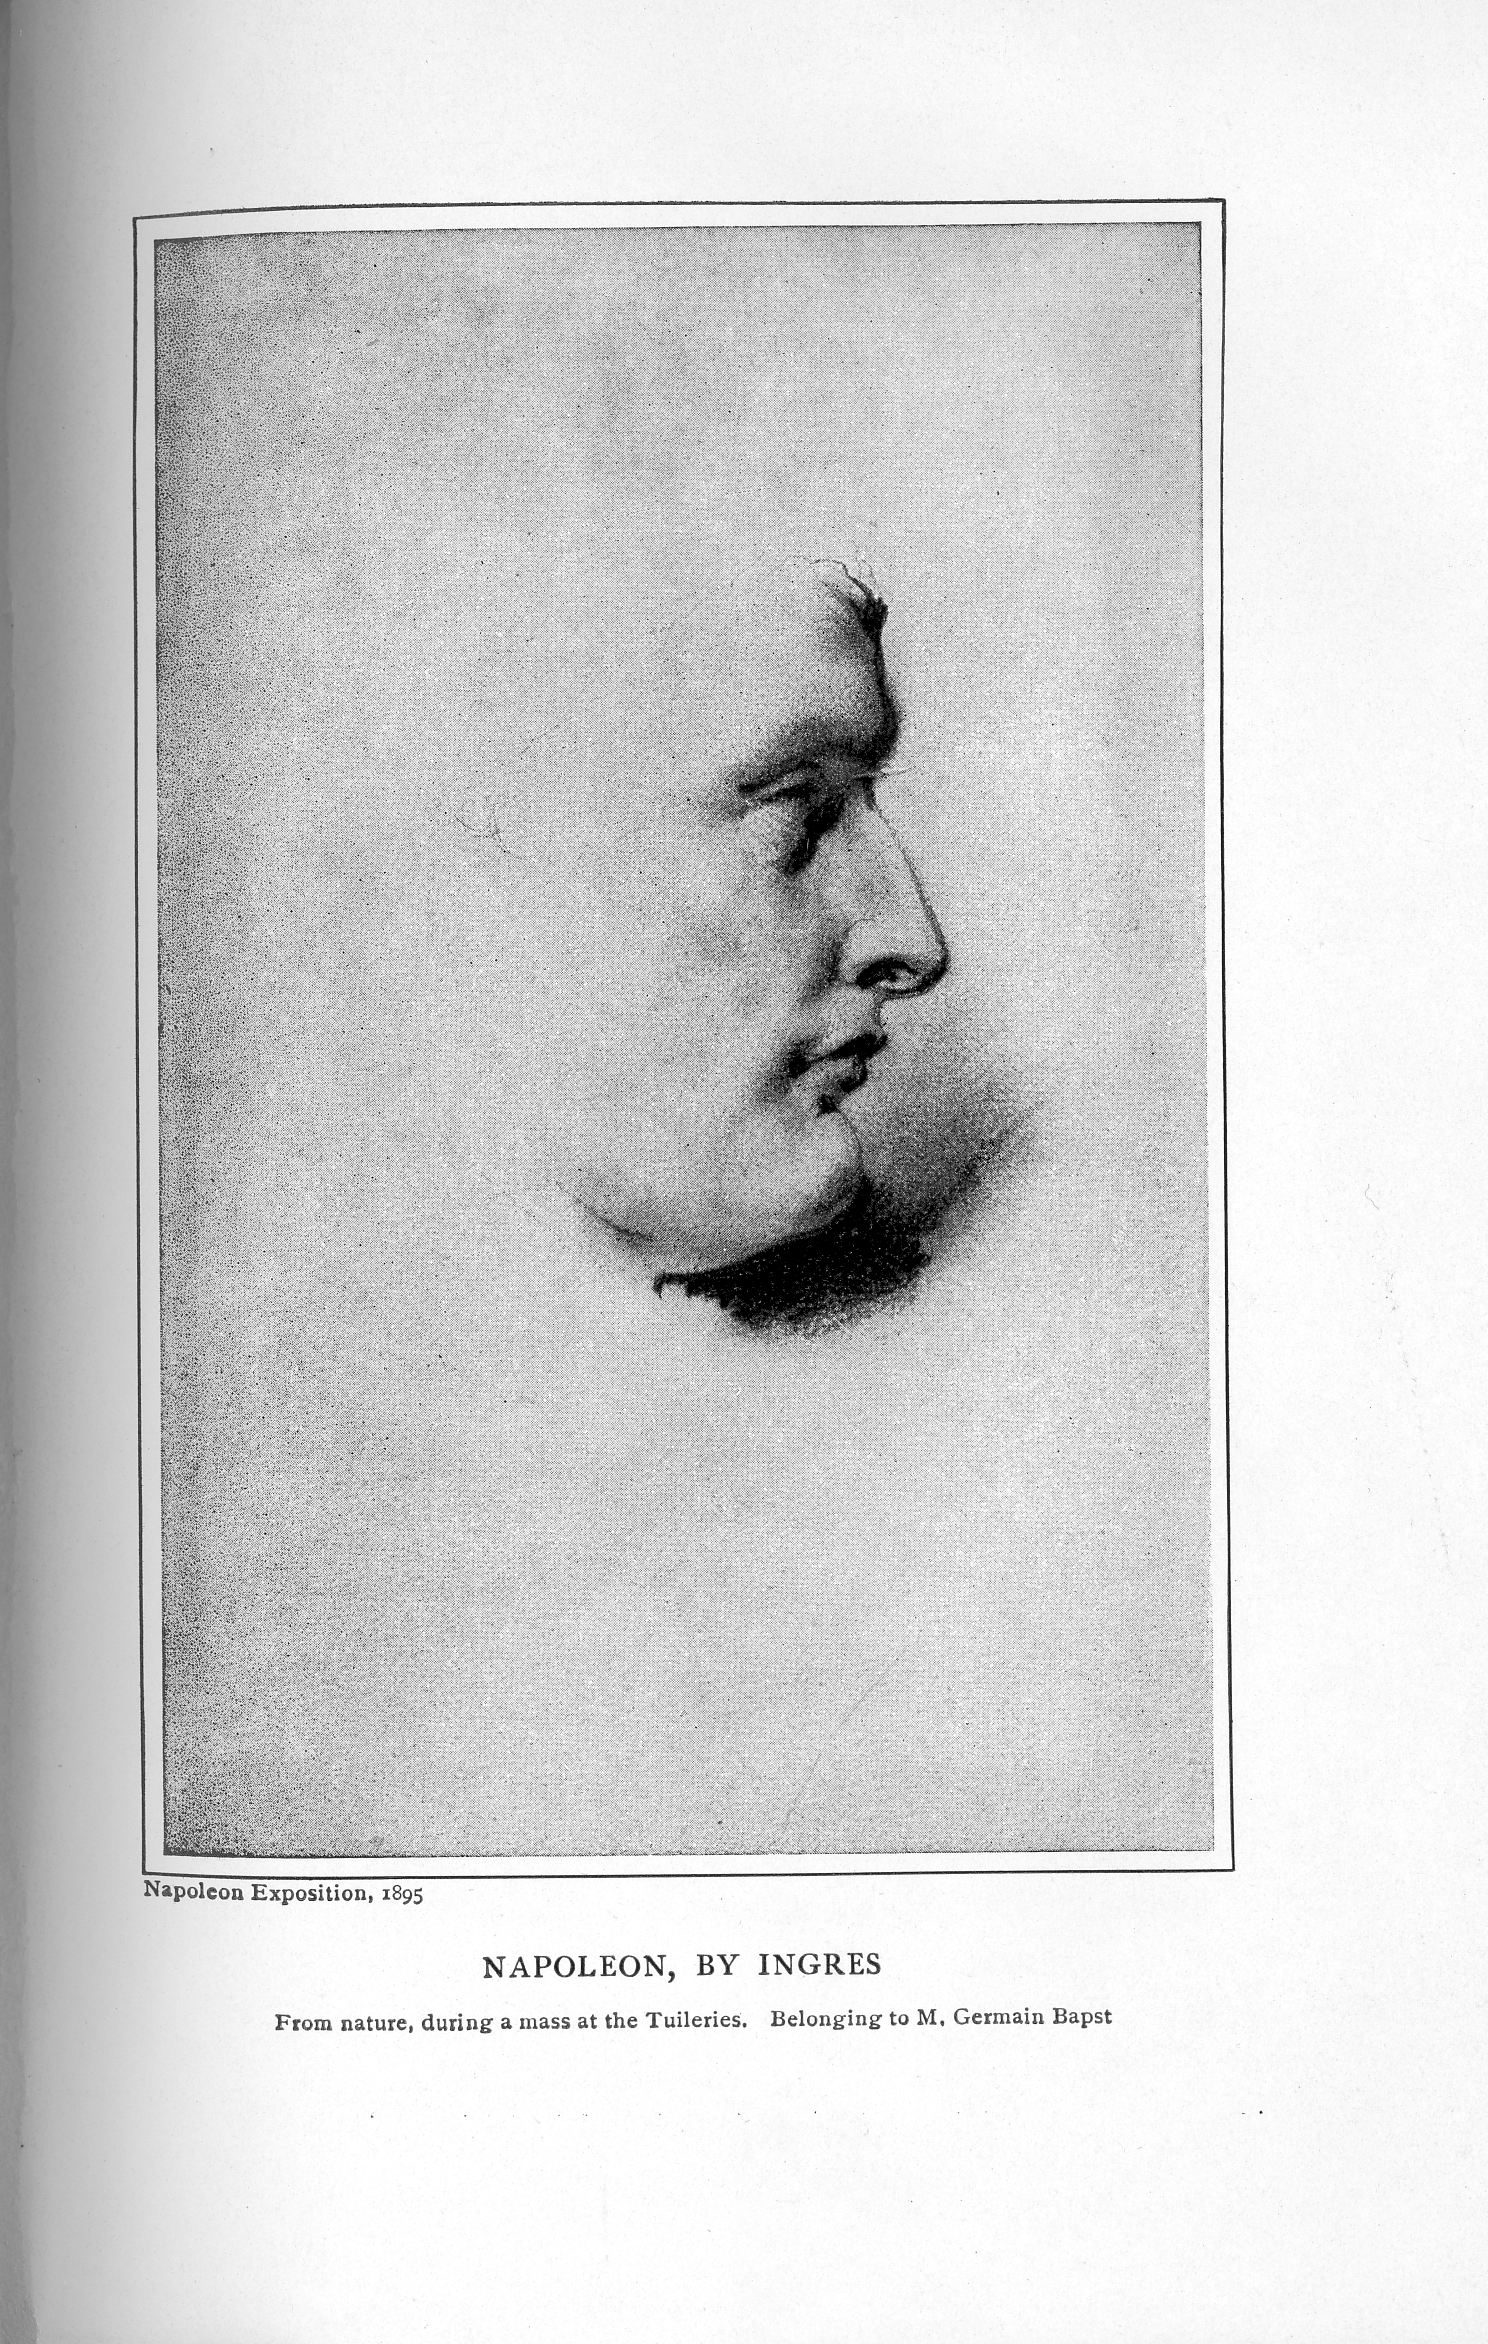 Napoleon Exposition, 1895
NAPOLEON, BY INGRES
From nature, during a mass at the Tuileries. Belonging to M. Germain Bapst